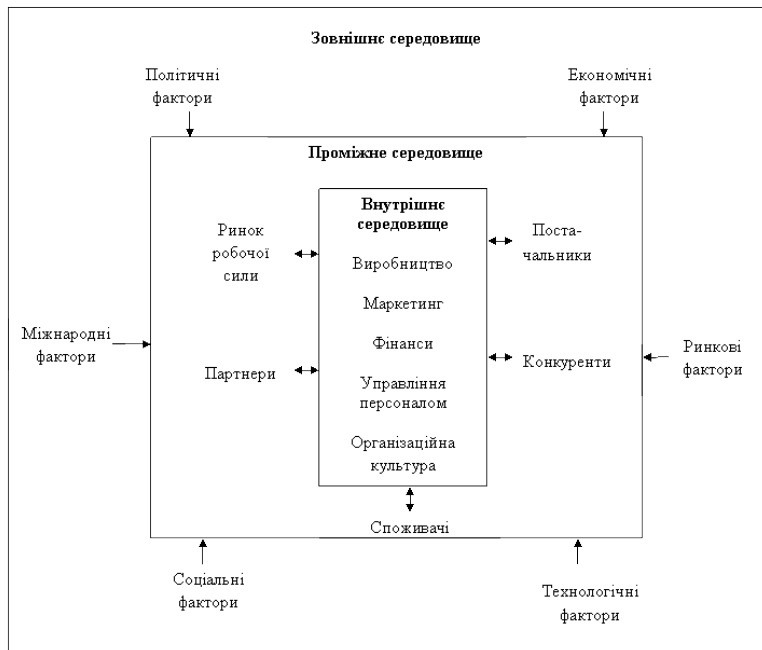 Зовнішнє середовище
Політичні
фактори
Економічні
фактори
Проміжне середовище
Внутрішнє
середовище
Ринок
робочої
сили
Поста-
чальники
Виробництво
Маркетинг
Міжнародні
фактори
Фінанси
Партнери
Конкуренти
Ринкові
фактори
Управління
персоналом
Організаційна
культура
Споживачі
Соціальні
фактори
Технологічні
фактори